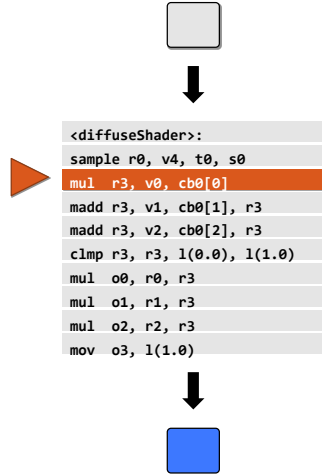 <diffuseShader>:
sample r0, v4, t0, s0
mul  r3, v0, cb0[0]
madd r3, v1, cb0[1], r3
madd r3, v2, cb0[2], r3
clmp r3, r3, l(0.0), l(1.0)
mul  o0, r0, r3
mul  o1, r1, r3
mul  o2, r2, r3
mov  o3, l(1.0)